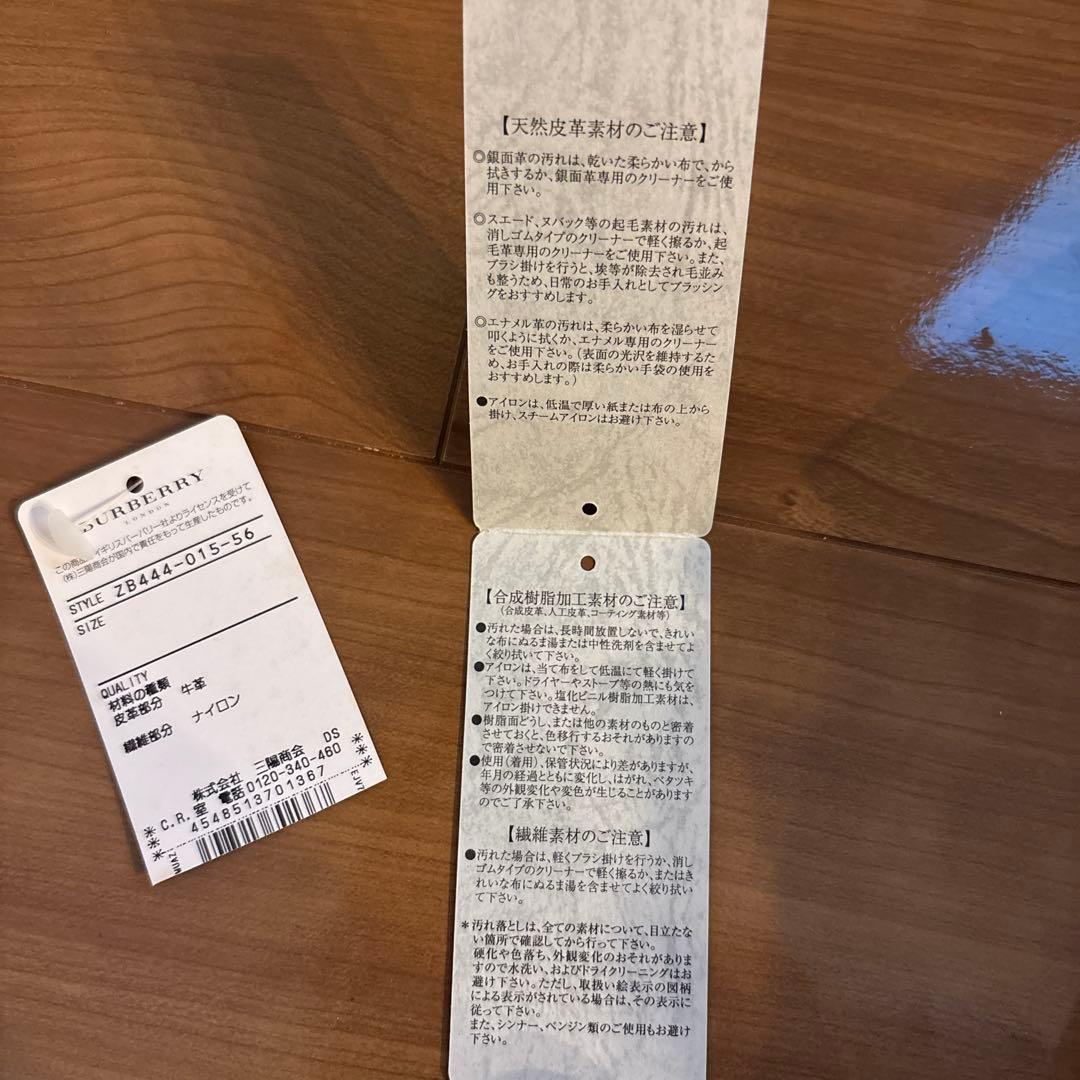 BURBERRY
LONDON
この商品はイギリスバーバリー社よりライセンスを受けて
(株)三陽商会が国内で責任をもって生産したものです。
STYLE ZB444-015-56
SIZE
QUALITY
材料の種類
皮革部分 牛革
繊維部分 ナイロン
株式会社 三陽商会 DS
＊C.R.室 電話0120-340-460＊
4548513701367
【天然皮革素材のご注意】
◎銀面革の汚れは、乾いた柔らかい布で、から
拭きするか、銀面革専用のクリーナーをご使
用下さい。
◎スエード、ヌバック等の起毛素材の汚れは、
消しゴムタイプのクリーナーで軽く擦るか、起
毛革専用のクリーナーをご使用下さい。また、
ブラシ掛けを行うと、埃等が除去され毛並み
も整うため、日常のお手入れとしてブラッシン
グをおすすめします。
◎エナメル革の汚れは、柔らかい布を湿らせて
叩くように拭くか、エナメル専用のクリーナー
をご使用下さい。(表面の光沢を維持するた
め、お手入れの際は柔らかい手袋の使用を
おすすめします。)
●アイロンは、低温で厚い紙または布の上から
掛け、スチームアイロンはお避け下さい。
【合成樹脂加工素材のご注意】
(合成皮革、人工皮革、コーティング素材等)
●汚れた場合は、長時間放置しないで、きれい
な布にぬるま湯または中性洗剤を含ませてよ
く絞り拭いて下さい。
●アイロンは、当て布をして低温にて軽く掛けて
下さい。ドライヤーやストーブ等の熱にも気を
つけて下さい。塩化ビニル樹脂加工素材は、
アイロン掛けできません。
●樹脂面どうし、または他の素材のものと密着
させておくと、色移行するおそれがありますの
で密着させないで下さい。
●使用(着用)、保管状況により差がありますが、
年月の経過とともに変化し、はがれ、ベタツキ
等の外観変化や変色が生じることがあります
のでご了承下さい。
【繊維素材のご注意】
●汚れた場合は、軽くブラシ掛けを行うか、消し
ゴムタイプのクリーナーで軽く擦るか、またはき
れいな布にぬるま湯を含ませてよく絞り拭い
て下さい。
＊汚れ落としは、全ての素材について、目立たな
い箇所で確認してから行って下さい。
硬化や色落ち、外観変化のおそれがありま
すので水洗い、およびドライクリーニングはお
避け下さい。ただし、取扱い絵表示の図柄
による表示がされている場合は、その表示に
従って下さい。
また、シンナー、ベンジン類のご使用もお避け
下さい。